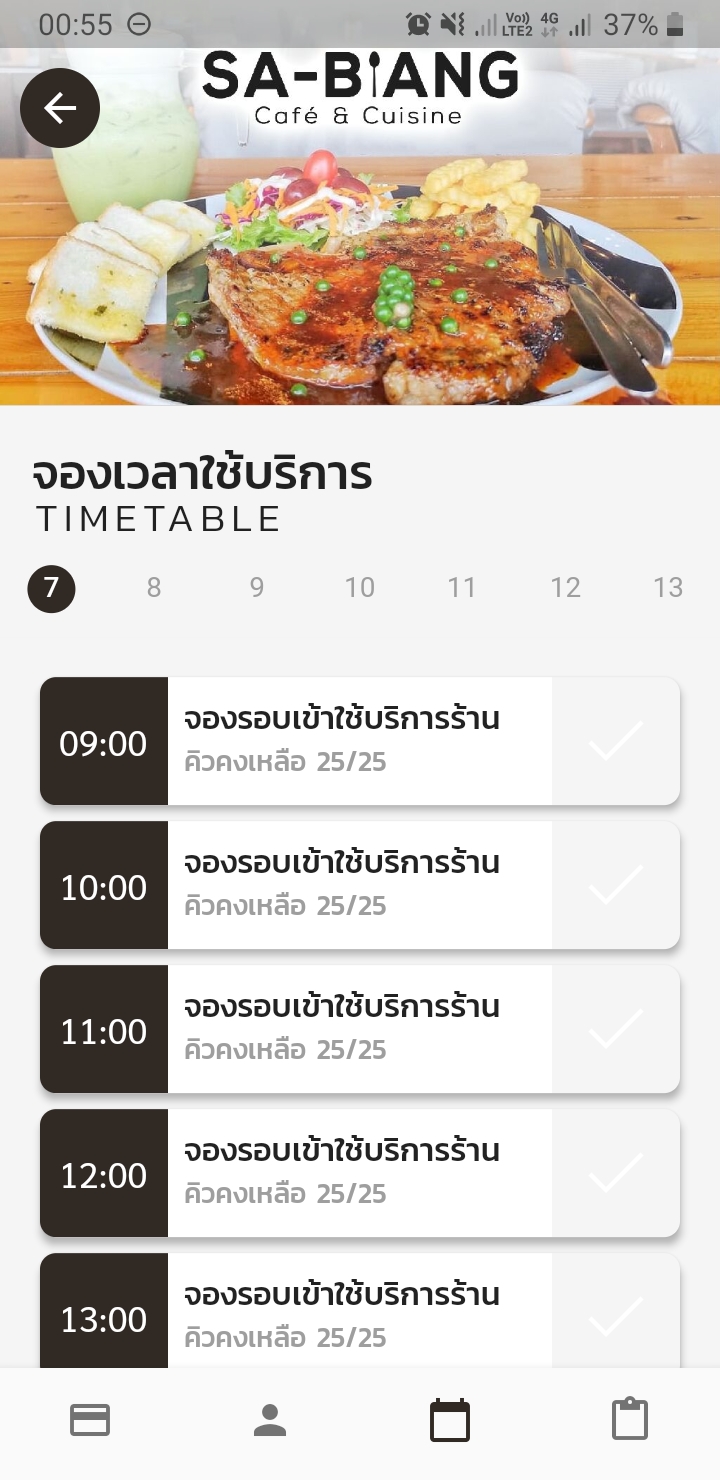 00:55
Vo)) 4G 37%
LTE2
SA-BIANG
Café & Cuisine
จองเวลาใช้บริการ
TIMETABLE
7 8 9 10 11 12 13
09:00 จองรอบเข้าใช้บริการร้าน
คิวคงเหลือ 25/25
10:00 จองรอบเข้าใช้บริการร้าน
คิวคงเหลือ 25/25
11:00 จองรอบเข้าใช้บริการร้าน
คิวคงเหลือ 25/25
12:00 จองรอบเข้าใช้บริการร้าน
คิวคงเหลือ 25/25
13:00 จองรอบเข้าใช้บริการร้าน
คิวคงเหลือ 25/25